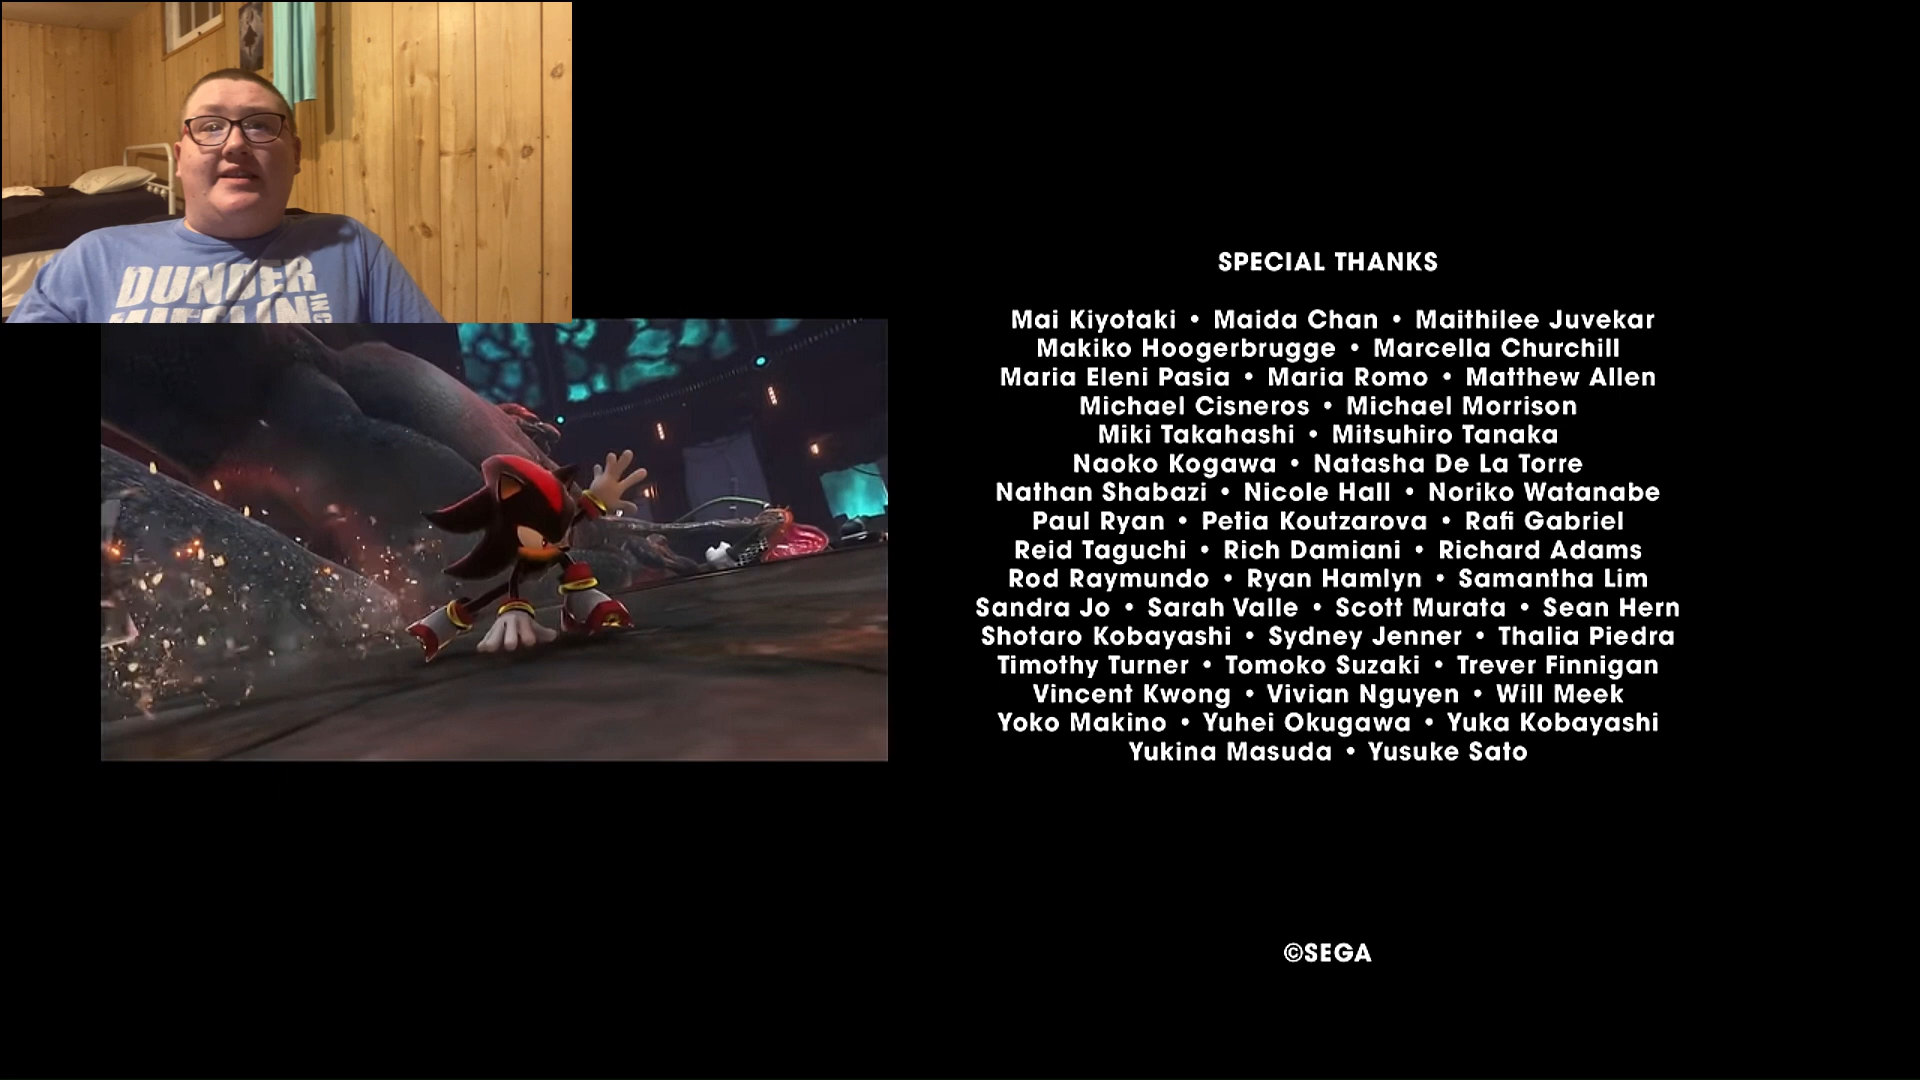 DUNDER
MIFFLIN INC
SPECIAL THANKS
Mai Kiyotaki • Maida Chan • Maithilee Juvekar
Makiko Hoogerbrugge • Marcella Churchill
Maria Eleni Pasia • Maria Romo • Matthew Allen
Michael Cisneros • Michael Morrison
Miki Takahashi • Mitsuhiro Tanaka
Naoko Kogawa • Natasha De La Torre
Nathan Shabazi • Nicole Hall • Noriko Watanabe
Paul Ryan • Petia Koutzarova • Rafi Gabriel
Reid Taguchi • Rich Damiani • Richard Adams
Rod Raymundo • Ryan Hamlyn • Samantha Lim
Sandra Jo • Sarah Valle • Scott Murata • Sean Hern
Shotaro Kobayashi • Sydney Jenner • Thalia Piedra
Timothy Turner • Tomoko Suzaki • Trever Finnigan
Vincent Kwong • Vivian Nguyen • Will Meek
Yoko Makino • Yuhei Okugawa • Yuka Kobayashi
Yukina Masuda • Yusuke Sato
©SEGA